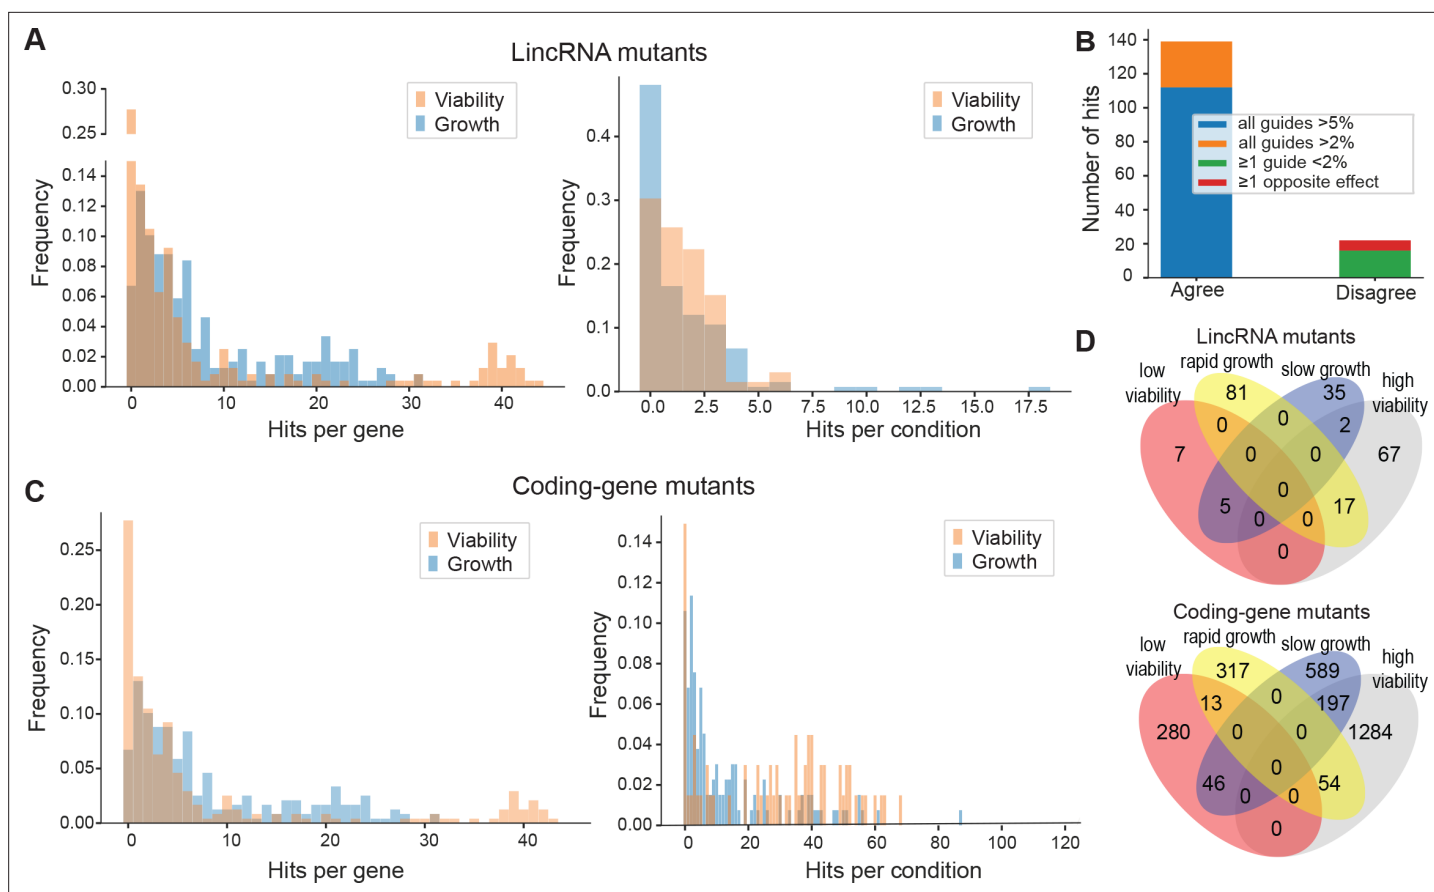 A
LincRNA mutants
0.30
0.25
0.14
0.12
0.10
0.08
0.06
0.04
0.02
0.00
Frequency
Viability
Growth
0 10 20 30 40
Hits per gene
0.4
0.3
0.2
0.1
0.0
Frequency
Viability
Growth
0.0 2.5 5.0 7.5 10.0 12.5 15.0 17.5
Hits per condition
B
140
120
100
80
60
40
20
0
Number of hits
all guides >5%
all guides >2%
≥1 guide <2%
≥1 opposite effect
Agree Disagree
C
Coding-gene mutants
0.25
0.20
0.15
0.10
0.05
0.00
Frequency
Viability
Growth
0 10 20 30 40
Hits per gene
0.14
0.12
0.10
0.08
0.06
0.04
0.02
0.00
Frequency
Viability
Growth
0 20 40 60 80 100 120
Hits per condition
D
LincRNA mutants
low
viability
rapid growth
slow growth
high
viability
81 35
0 0 2
7 0 0 67
0
5 0 0 17
0
Coding-gene mutants
low
viability
rapid growth
slow growth
high
viability
317 589
13 0 197
280 0 0 1284
0
46 0 0 54
0